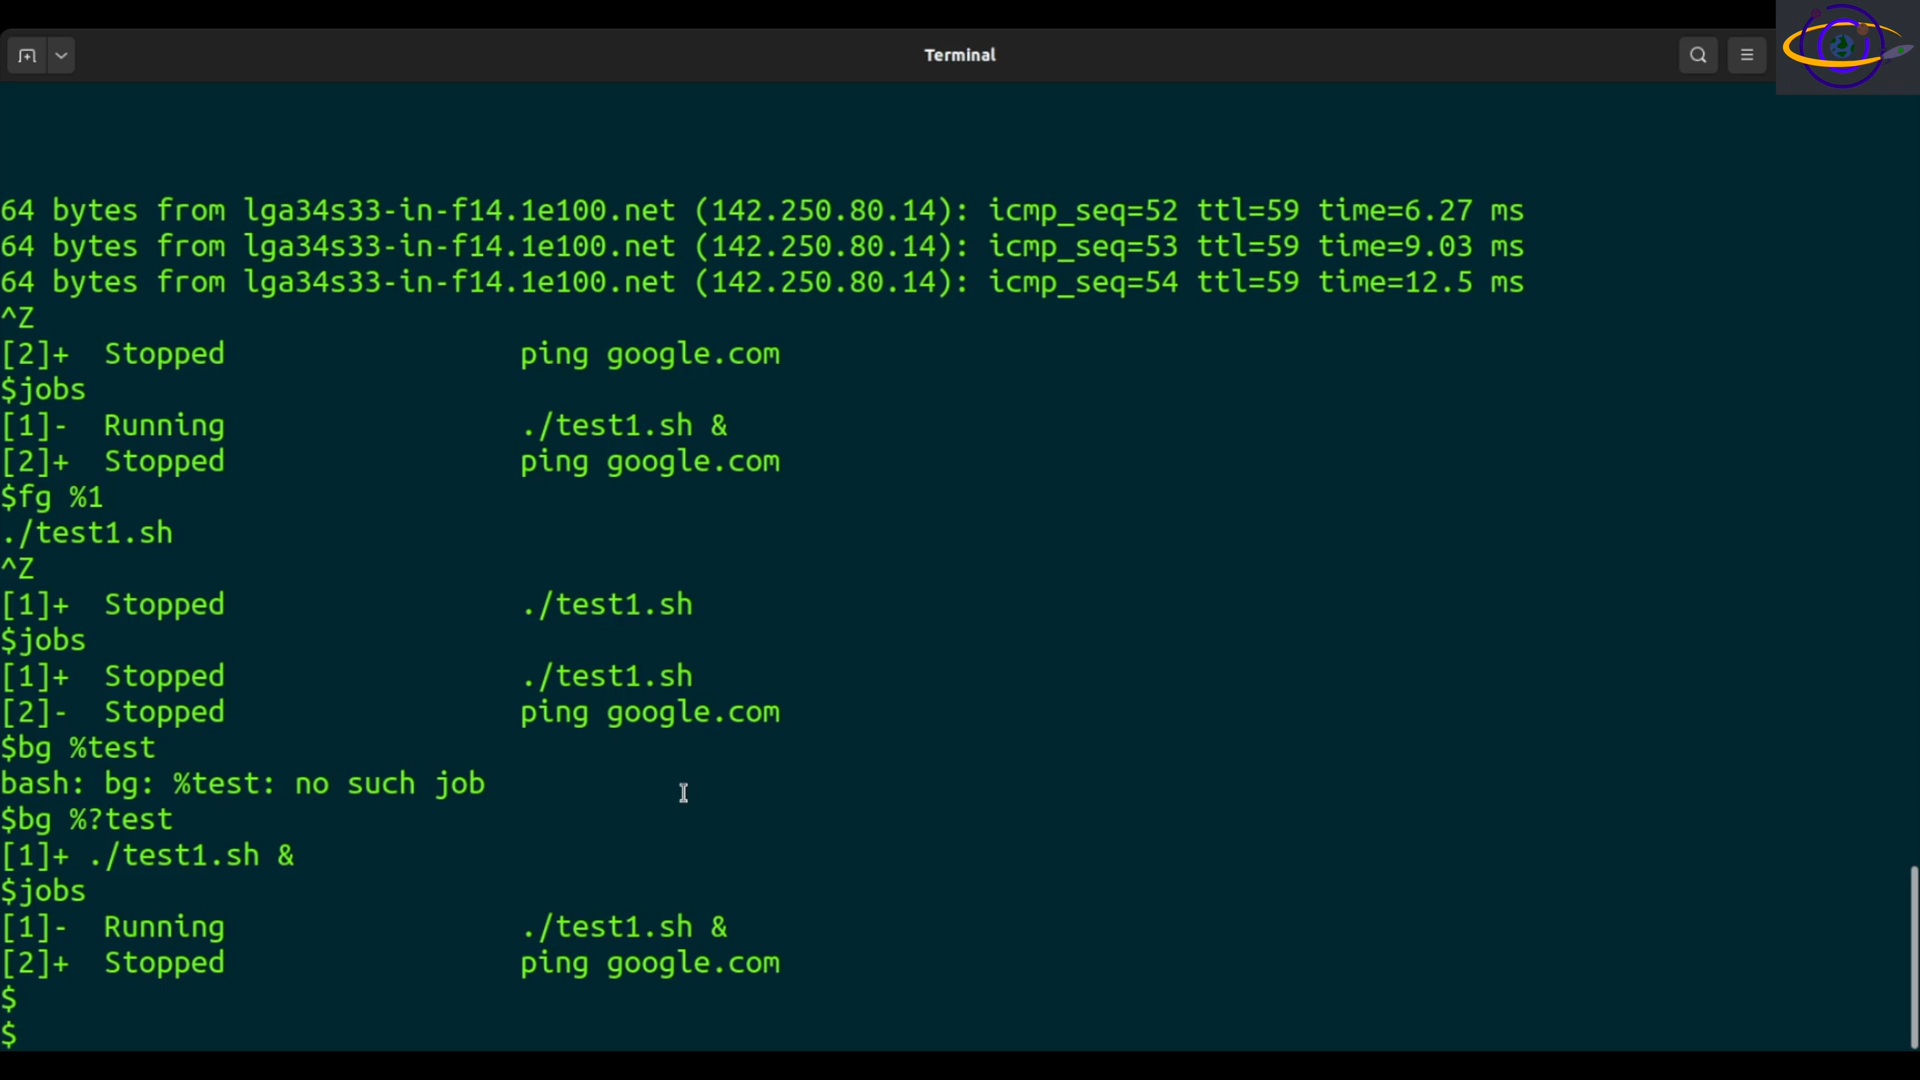 Terminal
64 bytes from lga34s33-in-f14.1e100.net (142.250.80.14): icmp_seq=52 ttl=59 time=6.27 ms
64 bytes from lga34s33-in-f14.1e100.net (142.250.80.14): icmp_seq=53 ttl=59 time=9.03 ms
64 bytes from lga34s33-in-f14.1e100.net (142.250.80.14): icmp_seq=54 ttl=59 time=12.5 ms
^Z
[2]+  Stopped                 ping google.com
$jobs
[1]-  Running                 ./test1.sh &
[2]+  Stopped                 ping google.com
$fg %1
./test1.sh
^Z
[1]+  Stopped                 ./test1.sh
$jobs
[1]+  Stopped                 ./test1.sh
[2]-  Stopped                 ping google.com
$bg %test
bash: bg: %test: no such job
$bg %?test
[1]+ ./test1.sh &
$jobs
[1]-  Running                 ./test1.sh &
[2]+  Stopped                 ping google.com
$
$